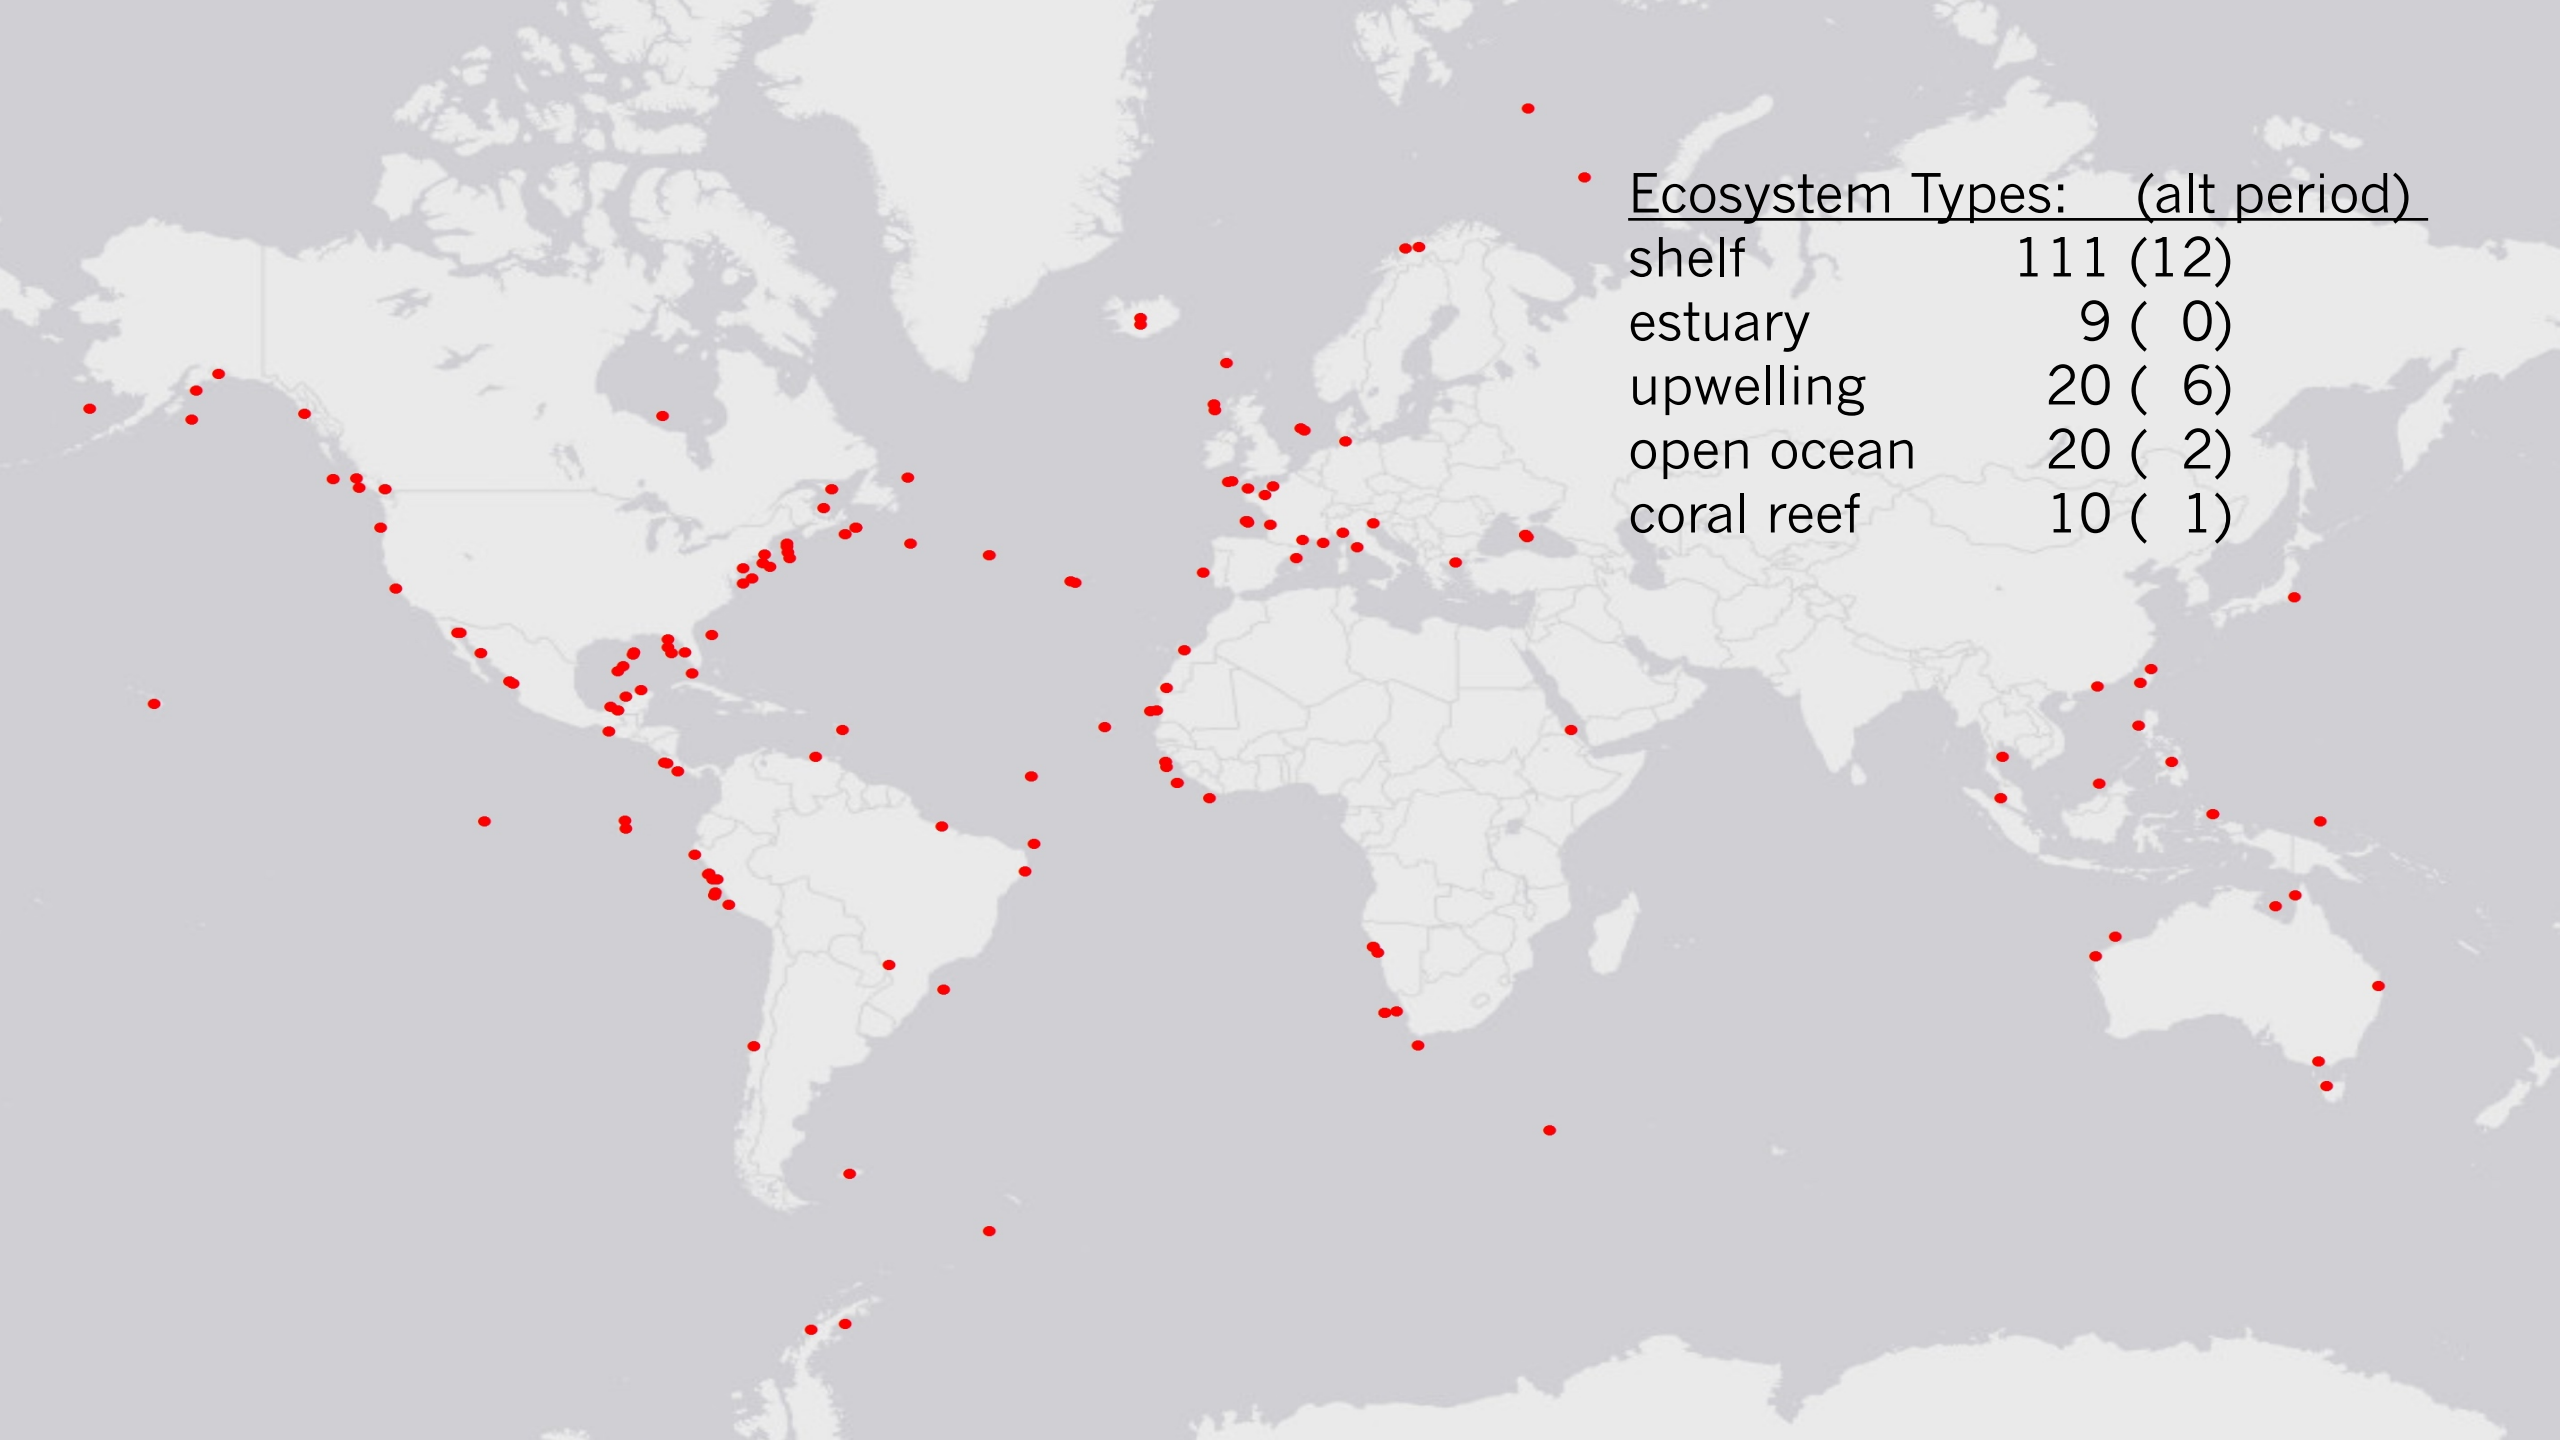 Ecosystem Types: (alt period)
shelf 111 (12)
estuary 9 ( 0)
upwelling 20 ( 6)
open ocean 20 ( 2)
coral reef 10 ( 1)